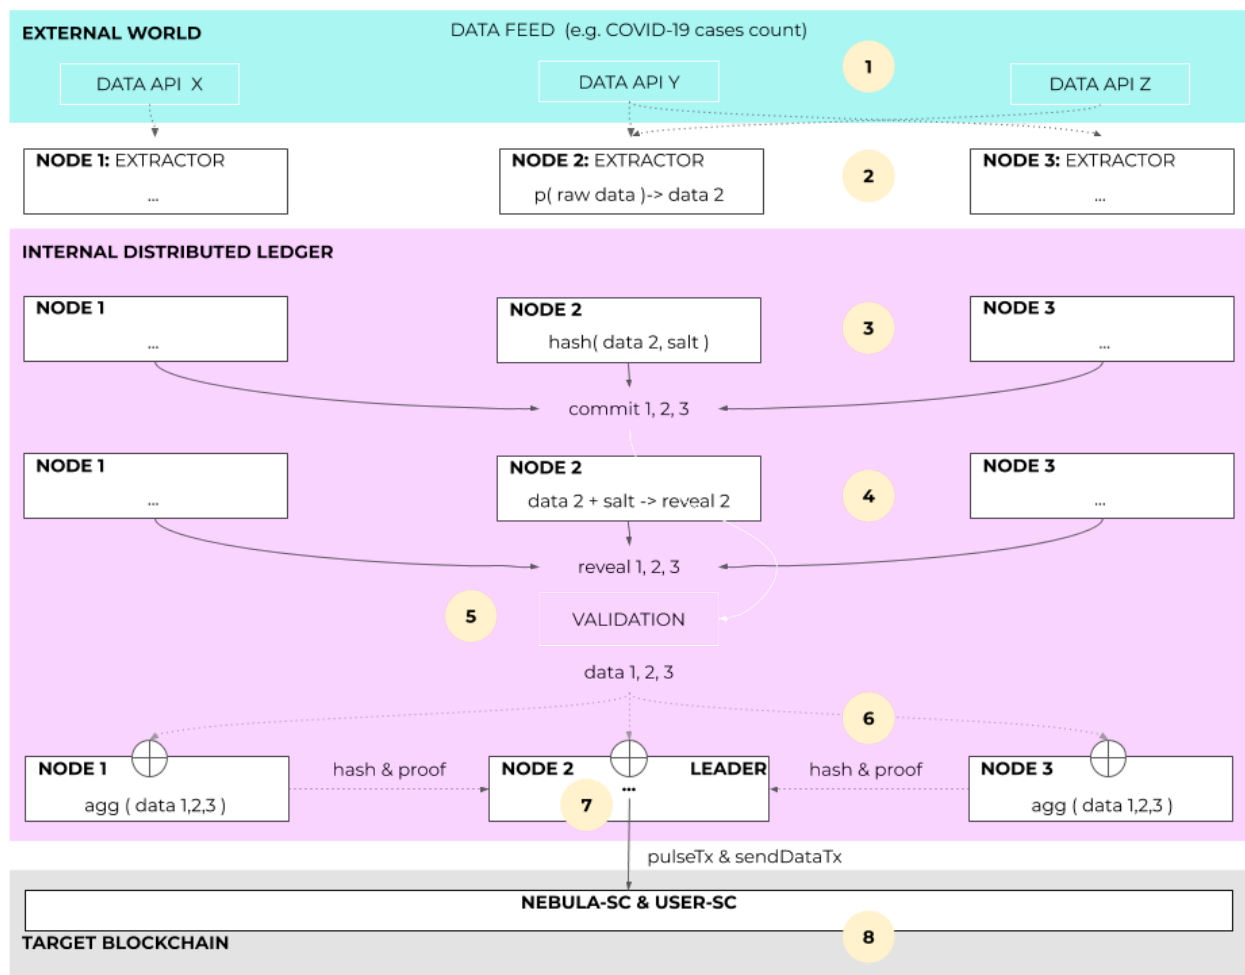 EXTERNAL WORLD
DATA FEED (e.g. COVID-19 cases count)
1
DATA API X
DATA API Y
DATA API Z
NODE 1: EXTRACTOR
...
NODE 2: EXTRACTOR
p( raw data )-> data 2
2
NODE 3: EXTRACTOR
...
INTERNAL DISTRIBUTED LEDGER
NODE 1
...
NODE 2
hash( data 2, salt )
3
NODE 3
...
commit 1, 2, 3
NODE 1
...
NODE 2
data 2 + salt -> reveal 2
4
NODE 3
...
reveal 1, 2, 3
5
VALIDATION
data 1, 2, 3
6
NODE 1
agg ( data 1,2,3 )
hash & proof
NODE 2
LEADER
...
7
hash & proof
NODE 3
agg ( data 1,2,3 )
pulseTx & sendDataTx
NEBULA-SC & USER-SC
8
TARGET BLOCKCHAIN